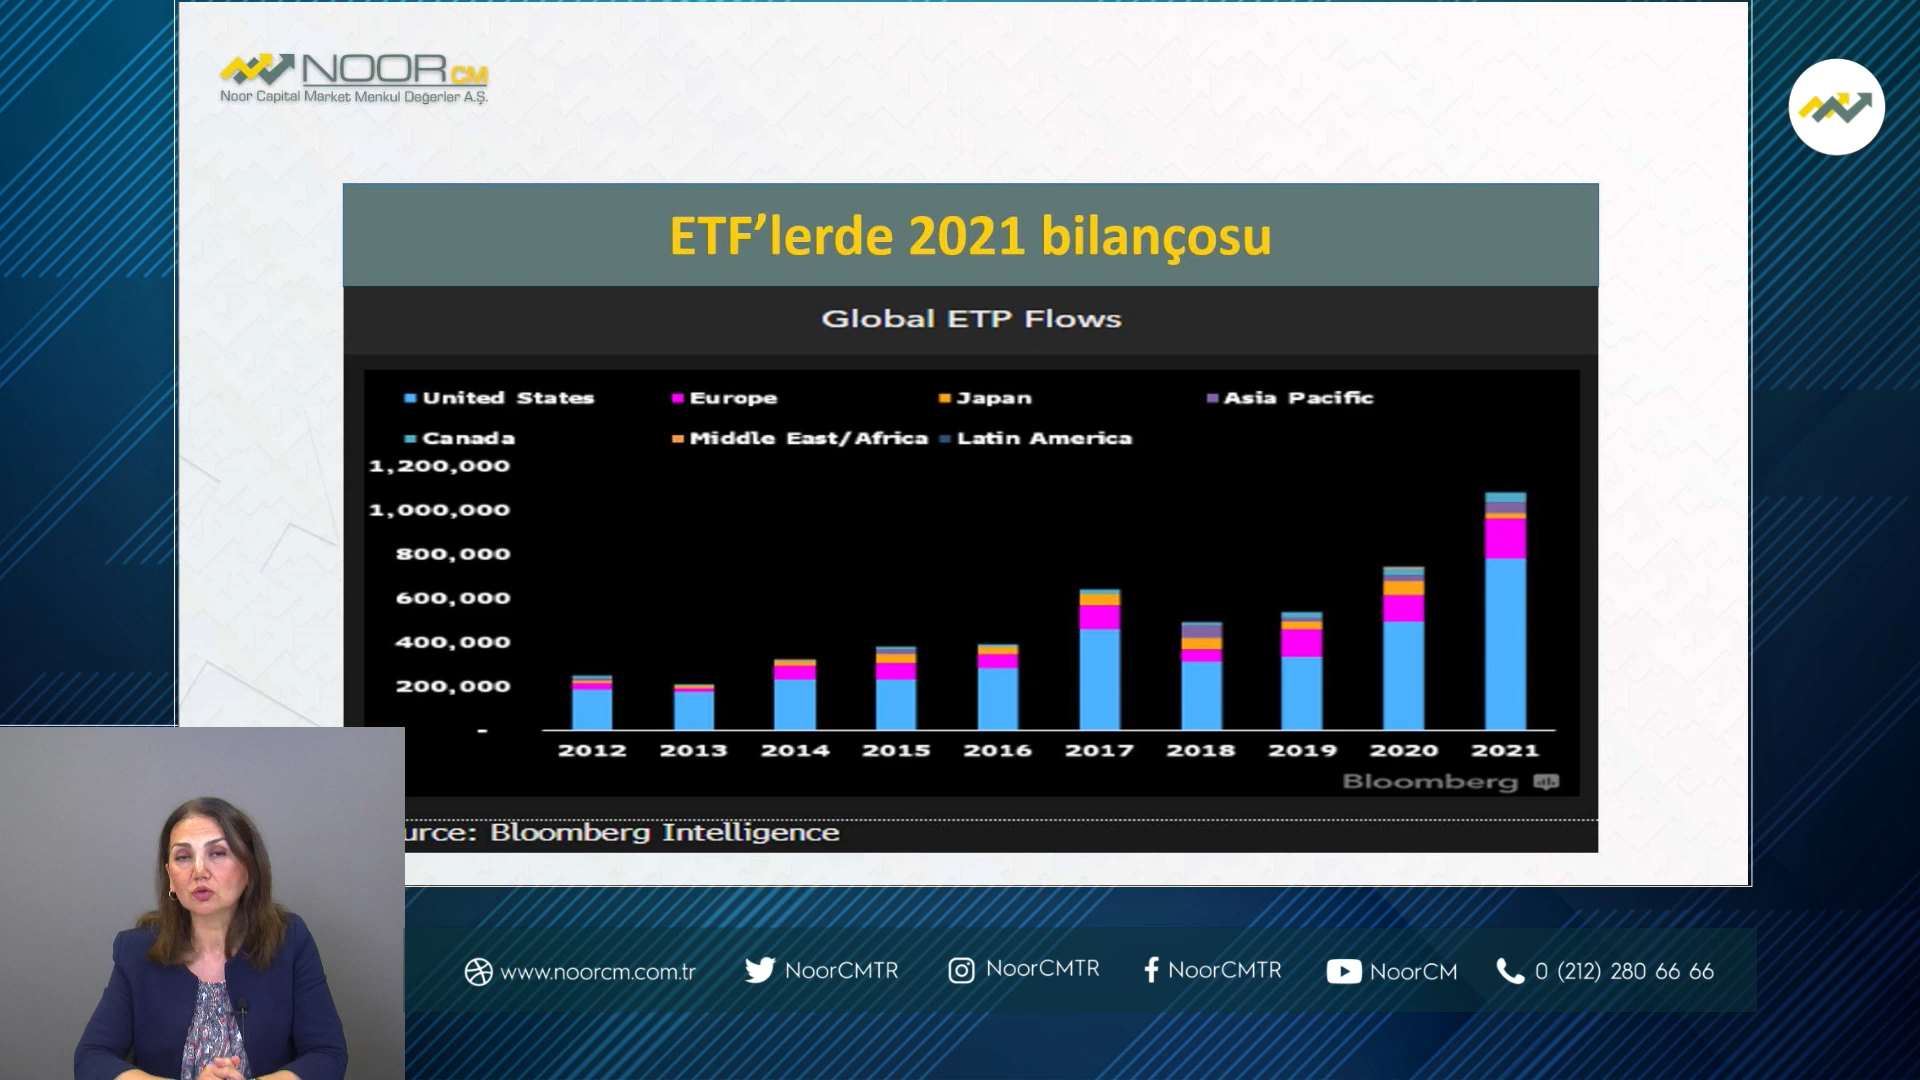 NOOR CM
Noor Capital Market Menkul Değerler A.Ş.
ETF’lerde 2021 bilançosu
Global ETP Flows
United States Europe Japan Asia Pacific
Canada Middle East/Africa Latin America
1,200,000
1,000,000
800,000
600,000
400,000
200,000
-
2012 2013 2014 2015 2016 2017 2018 2019 2020 2021
Bloomberg
urce: Bloomberg Intelligence
www.noorcm.com.tr NoorCMTR NoorCMTR NoorCMTR NoorCM 0 (212) 280 66 66